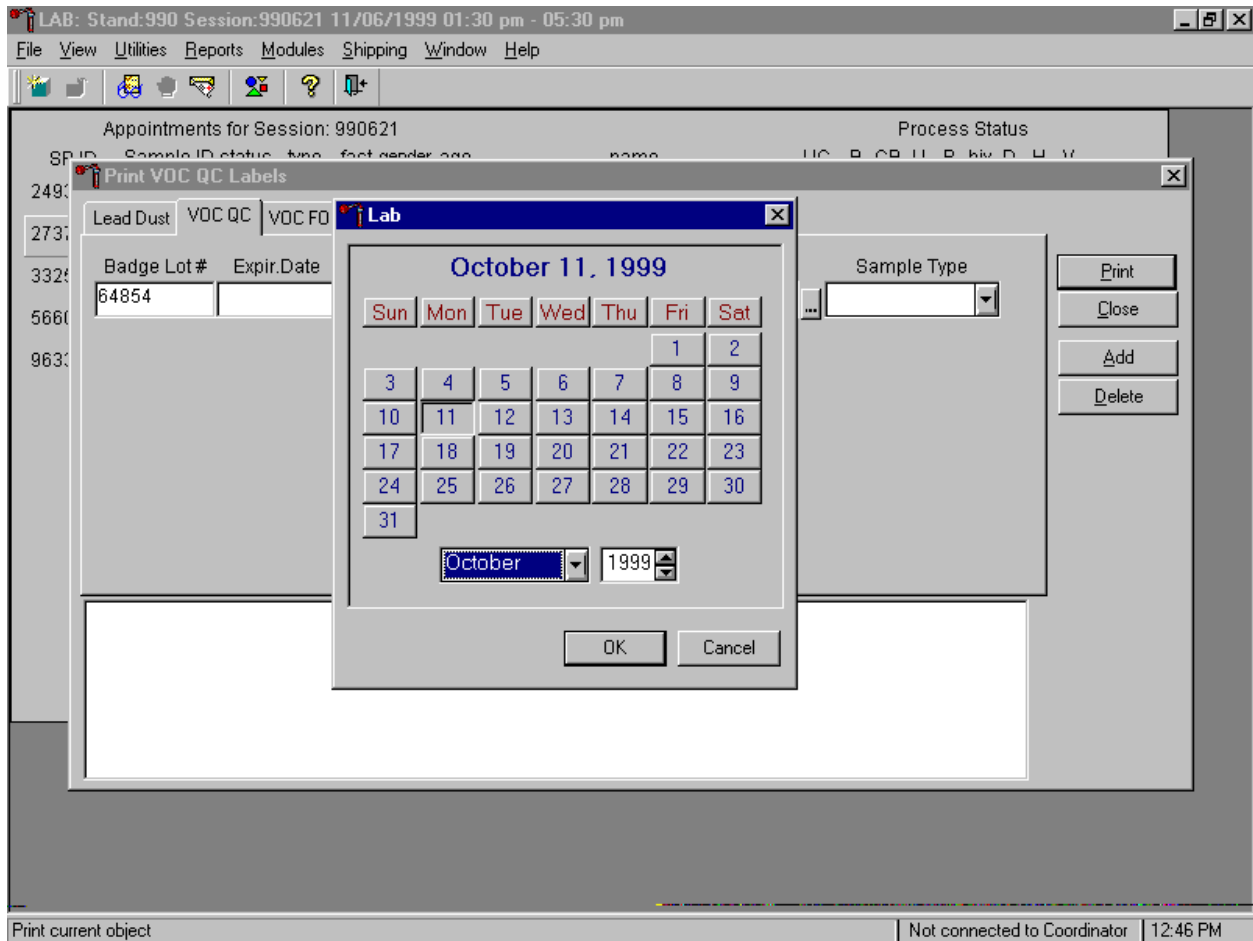 LAB: Stand:990 Session:990621 11/06/1999 01:30 pm - 05:30 pm
File View Utilities Reports Modules Shipping Window Help
Appointments for Session: 990621 Process Status
Print VOC QC Labels
Lead Dust VOC QC VOC FO
Lab
Badge Lot # Expir.Date
64854
October 11, 1999
Sun Mon Tue Wed Thu Fri Sat
1 2
3 4 5 6 7 8 9
10 11 12 13 14 15 16
17 18 19 20 21 22 23
24 25 26 27 28 29 30
31
October 1999
OK Cancel
... Sample Type
Print
Close
Add
Delete
Print current object Not connected to Coordinator 12:46 PM